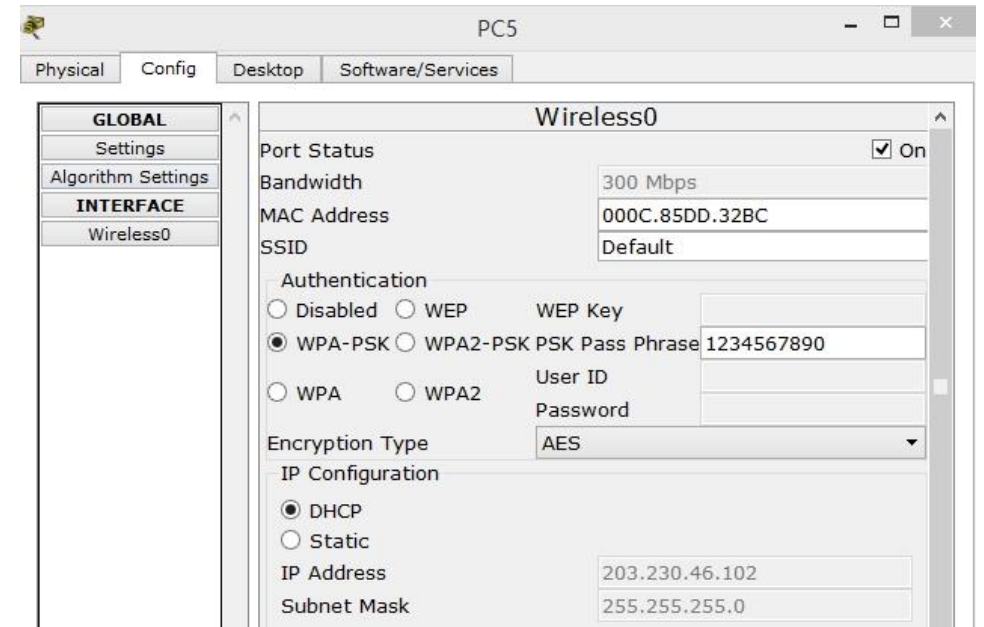 PC5
Physical Config Desktop Software/Services
GLOBAL
Settings
Algorithm Settings
INTERFACE
Wireless0
Wireless0
Port Status On
Bandwidth 300 Mbps
MAC Address 000C.85DD.32BC
SSID Default
Authentication
Disabled WEP WEP Key
WPA-PSK WPA2-PSK PSK Pass Phrase 1234567890
User ID
WPA WPA2
Password
Encryption Type AES
IP Configuration
DHCP
Static
IP Address 203.230.46.102
Subnet Mask 255.255.255.0